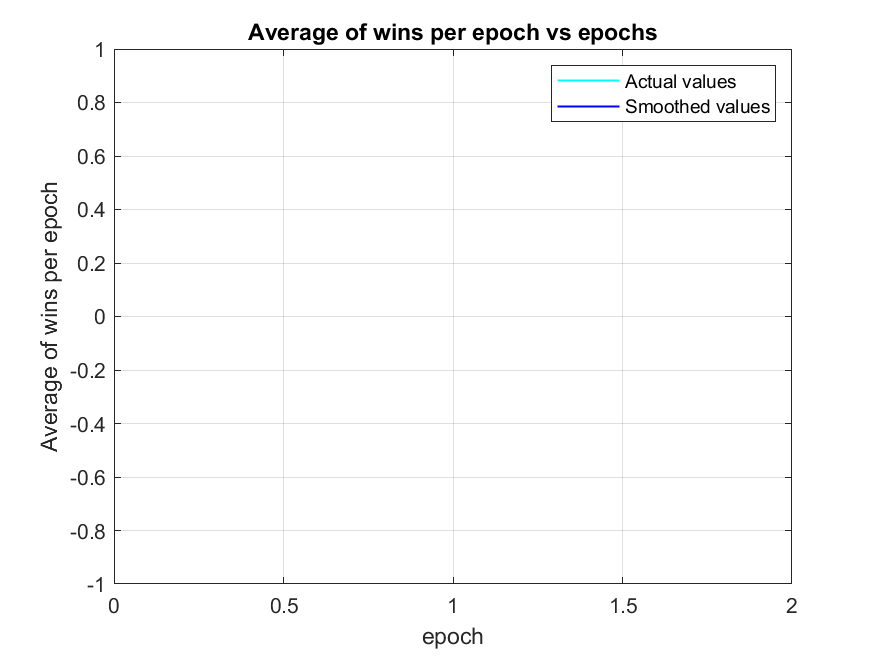 Average of wins per epoch vs epochs
Actual values
Smoothed values
Average of wins per epoch
1
0.8
0.6
0.4
0.2
0
-0.2
-0.4
-0.6
-0.8
-1
0 0.5 1 1.5 2
epoch